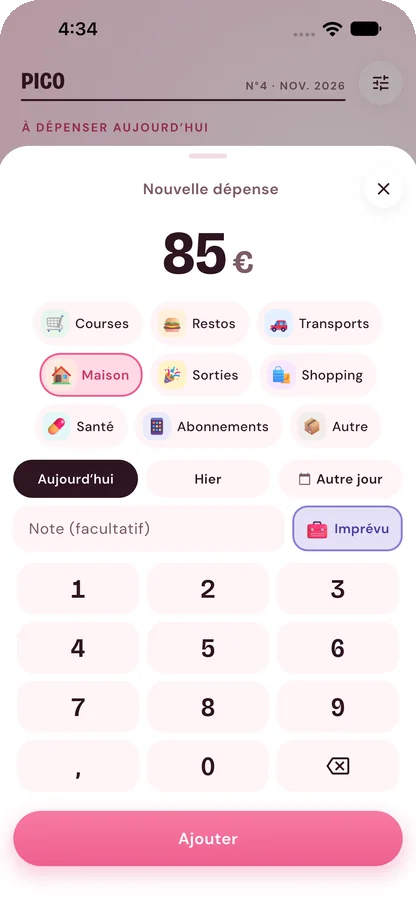 4:34
PICO
N°4 · NOV. 2026
À DÉPENSER AUJOURD'HUI
Nouvelle dépense
85 €
Courses Restos Transports
Maison Sorties Shopping
Santé Abonnements Autre
Aujourd'hui Hier Autre jour
Note (facultatif) Imprévu
1 2 3
4 5 6
7 8 9
, 0
Ajouter